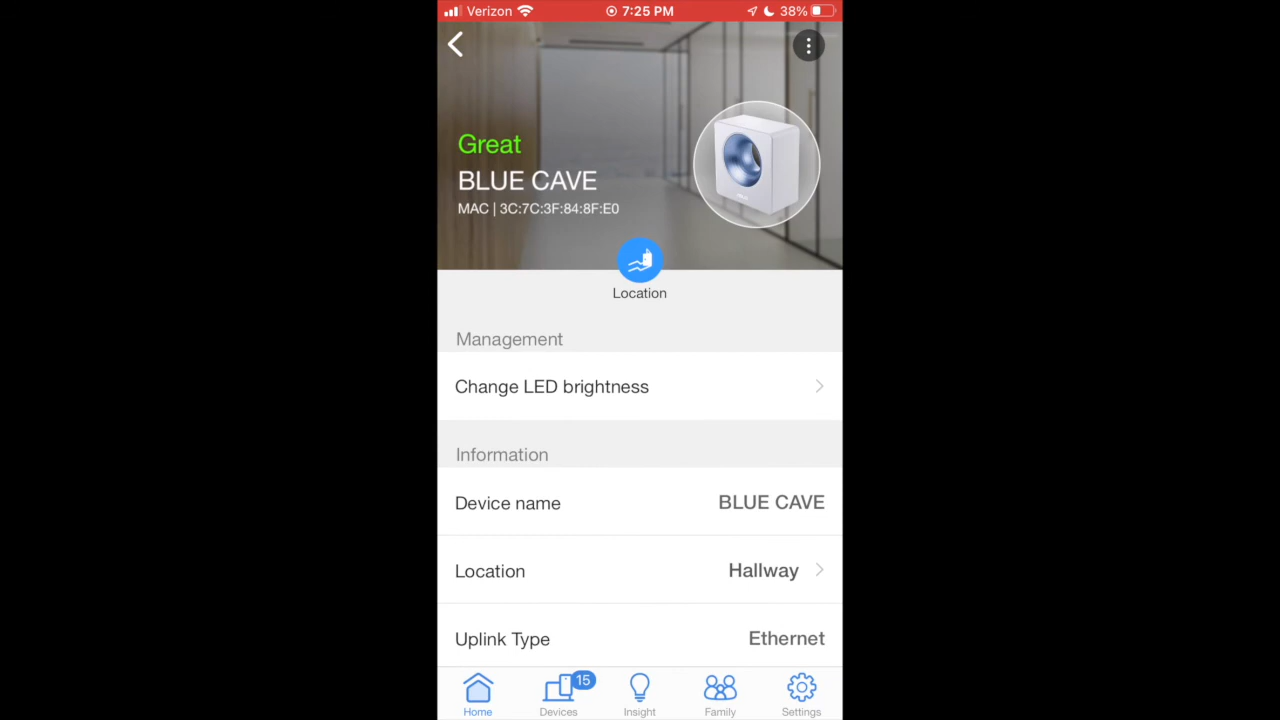 Verizon 7:25 PM 38%
Great
BLUE CAVE
MAC | 3C:7C:3F:84:8F:E0
Location
Management
Change LED brightness
Information
Device name BLUE CAVE
Location Hallway
Uplink Type Ethernet
15
Home Devices Insight Family Settings